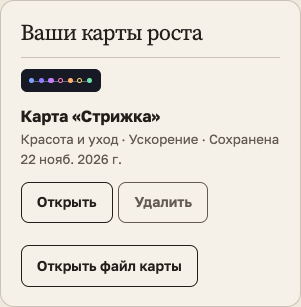 Ваши карты роста
Карта «Стрижка»
Красота и уход · Ускорение · Сохранена
22 нояб. 2026 г.
Открыть
Удалить
Открыть файл карты